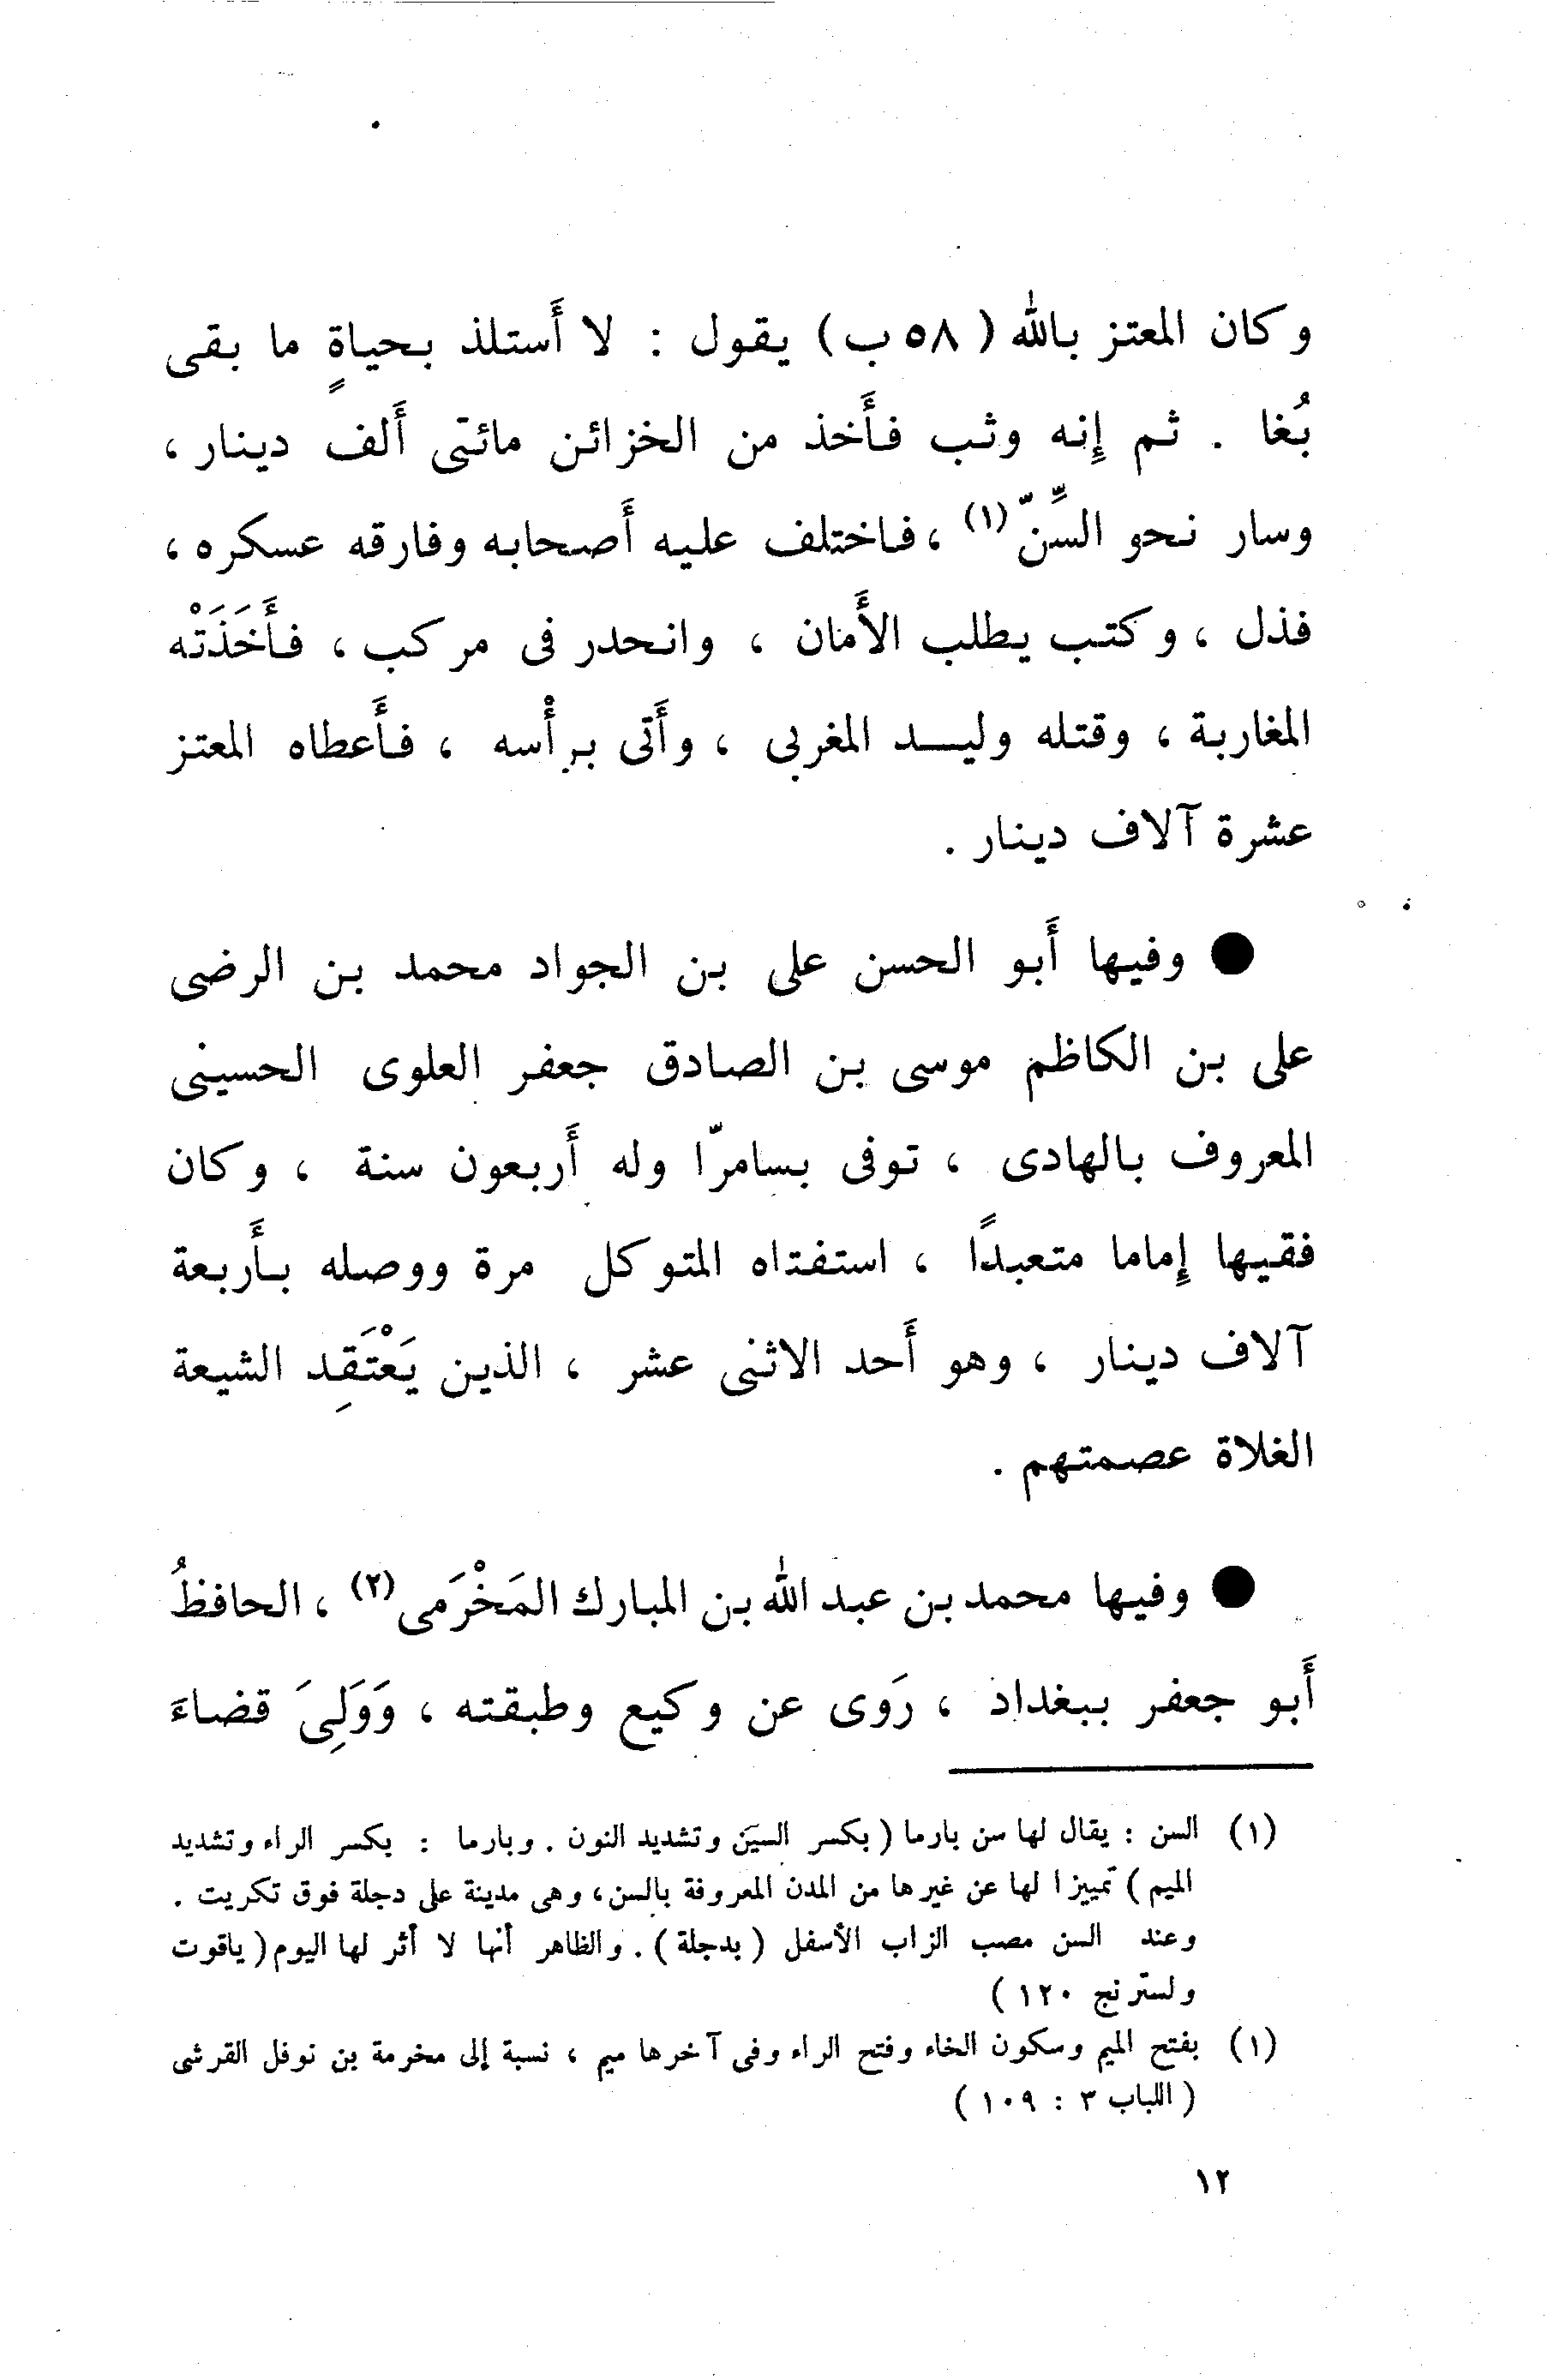 وكان المعتز بالله ( ٥٨ ب ) يقول : لا أَستلذ بحياةٍ ما بقى
بُغا . ثم إِنه وثب فأَخذ من الخزائن مائتى أَلف دينار ،
وسار نحو السِّنّ (١) ، فاختلف عليه أَصحابه وفارقه عسكره ،
فذل ، وكتب يطلب الأَمان ، وانحدر فى مركب ، فأَخَذَتْه
المغاربة ، وقتله وليد المغربى ، وأَتى برأْسه ، فأَعطاه المعتز
عشرة آلاف دينار .
● وفيها أَبو الحسن على بن الجواد محمد بن الرضى
على بن الكاظم موسى بن الصادق جعفر العلوى الحسينى
المعروف بالهادى ، توفى بسامرّا وله أَربعون سنة ، وكان
فقيها إِماما متعبدًا ، استفتاه المتوكل مرة ووصله بأَربعة
آلاف دينار ، وهو أَحد الاثنى عشر ، الذين يَعْتَقِد الشيعة
الغلاة عصمتهم .
● وفيها محمد بن عبد الله بن المبارك المَخْرَمى (٢) ، الحافظُ
أَبو جعفر ببغداد ، رَوى عن وكيع وطبقته ، وَوَلِىَ قضاءَ
(١) السن : يقال لها سن بارما ( بكسر السين وتشديد النون . وبارما : بكسر الراء وتشديد
الميم ) تمييزا لها عن غيرها من المدن المعروفة بالسن ، وهى مدينة على دجلة فوق تكريت .
وعند السن مصب الزاب الأسفل ( بدجلة ) . والظاهر أنها لا أثر لها اليوم ( ياقوت
ولسترنج ١٢٠ )
(١) بفتح الميم وسكون الخاء وفتح الراء وفى آخرها ميم ، نسبة إلى مخرمة بن نوفل القرشى
( اللباب ٣ : ١٠٩ )
١٢